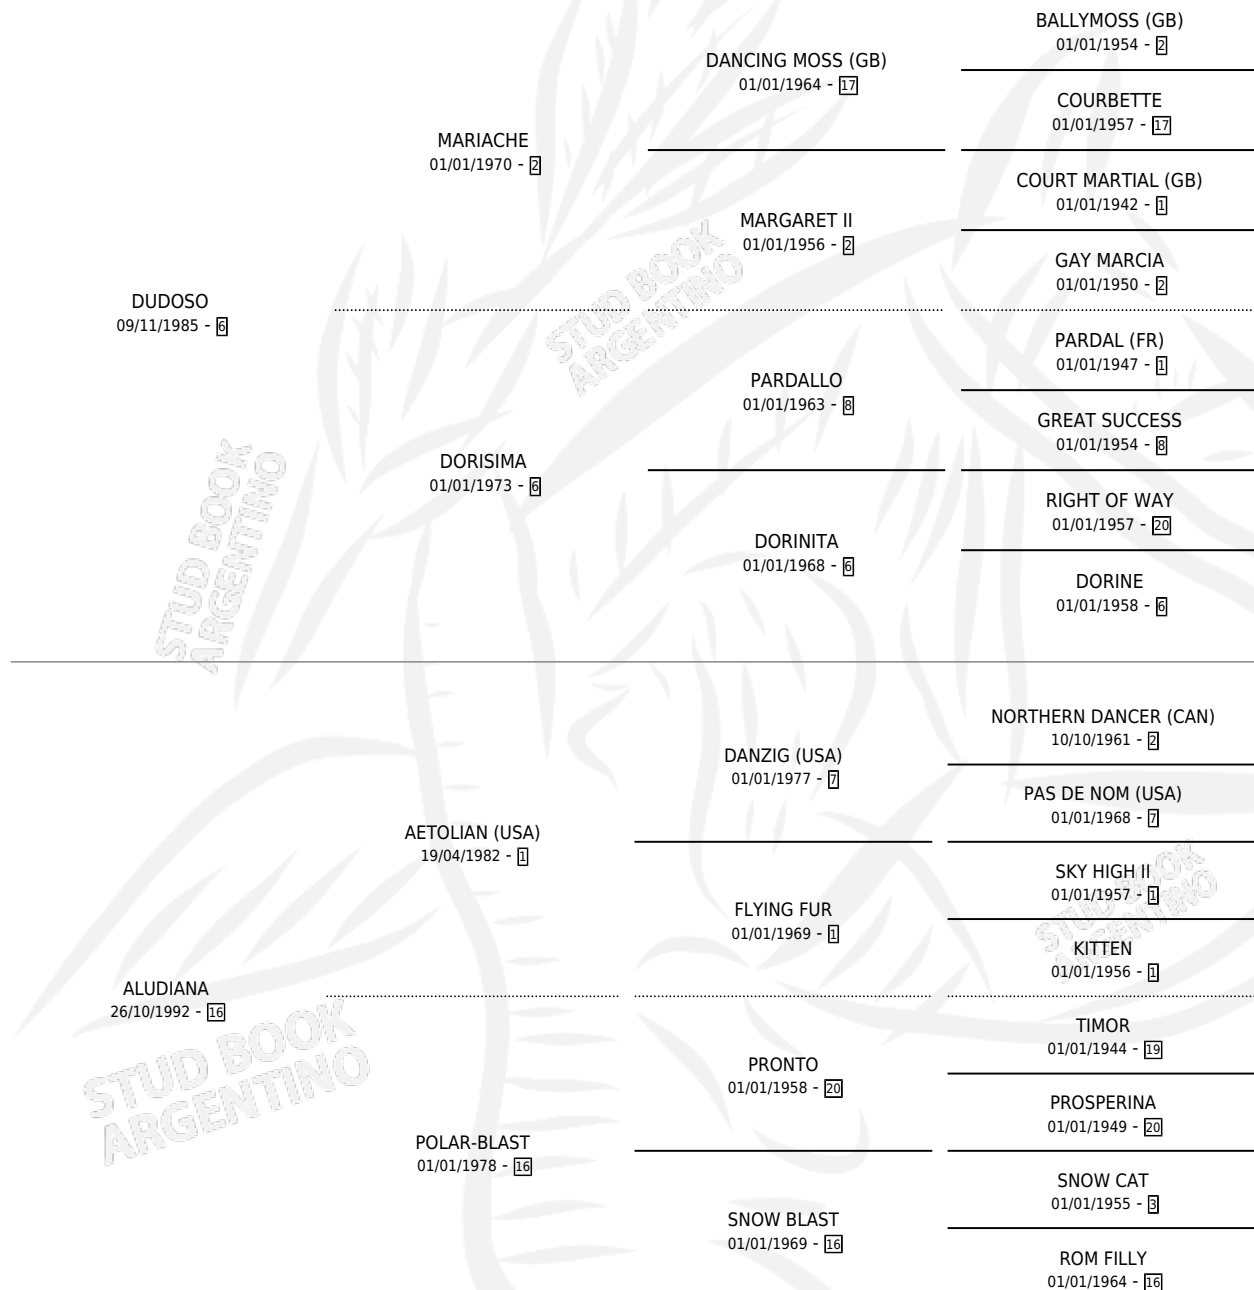 BALLYMOSS (GB)
01/01/1954 - 2
DANCING MOSS (GB)
01/01/1964 - 17
COURBETTE
01/01/1957 - 17
MARIACHE
01/01/1970 - 2
COURT MARTIAL (GB)
01/01/1942 - 1
MARGARET II
01/01/1956 - 2
GAY MARCIA
01/01/1950 - 2
DUDOSO
09/11/1985 - 6
PARDAL (FR)
01/01/1947 - 1
PARDALLO
01/01/1963 - 8
GREAT SUCCESS
01/01/1954 - 8
DORISIMA
01/01/1973 - 6
RIGHT OF WAY
01/01/1957 - 20
DORINITA
01/01/1968 - 6
DORINE
01/01/1958 - 6
NORTHERN DANCER (CAN)
10/10/1961 - 2
DANZIG (USA)
01/01/1977 - 7
PAS DE NOM (USA)
01/01/1968 - 7
AETOLIAN (USA)
19/04/1982 - 1
SKY HIGH II
01/01/1957 - 1
FLYING FUR
01/01/1969 - 1
KITTEN
01/01/1956 - 1
ALUDIANA
26/10/1992 - 16
TIMOR
01/01/1944 - 19
PRONTO
01/01/1958 - 20
PROSPERINA
01/01/1949 - 20
POLAR-BLAST
01/01/1978 - 16
SNOW CAT
01/01/1955 - 3
SNOW BLAST
01/01/1969 - 16
ROM FILLY
01/01/1964 - 16
STUD BOOK
ARGENTINO
STUD BOOK
ARGENTINO
STUD BOOK
ARGENTINO
STUD BOOK
ARGENTINO